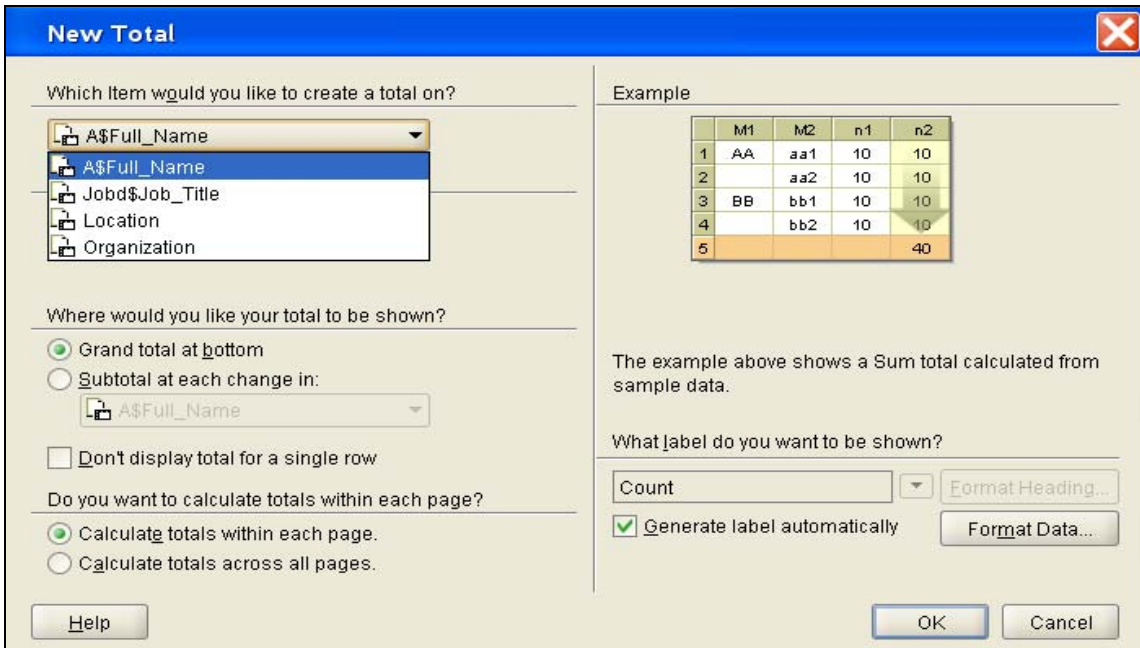 New Total
Which Item would you like to create a total on?
A$Full_Name
A$Full_Name
Jobd$Job_Title
Location
Organization
Where would you like your total to be shown?
Grand total at bottom
Subtotal at each change in:
A$Full_Name
Don't display total for a single row
Do you want to calculate totals within each page?
Calculate totals within each page.
Calculate totals across all pages.
Help
Example
M1 M2 n1 n2
1 AA aa1 10 10
2 aa2 10 10
3 BB bb1 10 10
4 bb2 10 10
5 40
The example above shows a Sum total calculated from
sample data.
What label do you want to be shown?
Count
Format Heading...
Generate label automatically
Format Data...
OK
Cancel